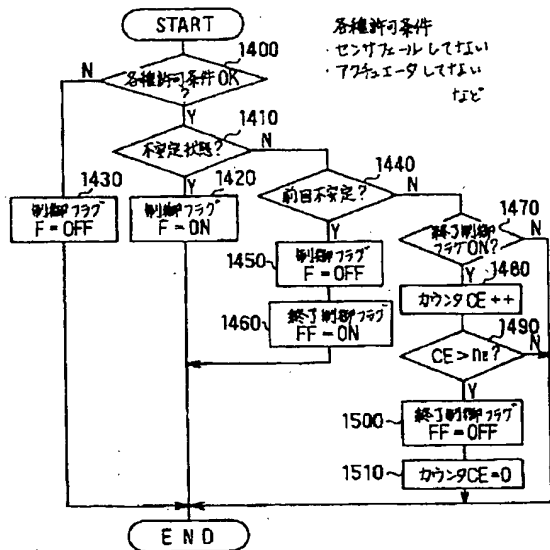 START
各種許可条件
・センサフェールしてない
・アクチュエータしてない
など
1400
各種許可条件OK
?
N
Y
1410
不安定状態?
N
Y
1430
制御フラグ
F=OFF
1420
制御フラグ
F=ON
1440
前回不安定?
N
Y
1450
制御フラグ
F=OFF
1460
終了制御フラグ
FF=ON
1470
終了制御
フラグON?
N
Y
1480
カウンタCE++
1490
CE>nE?
N
Y
1500
終了制御フラグ
FF=OFF
1510
カウンタCE=0
END